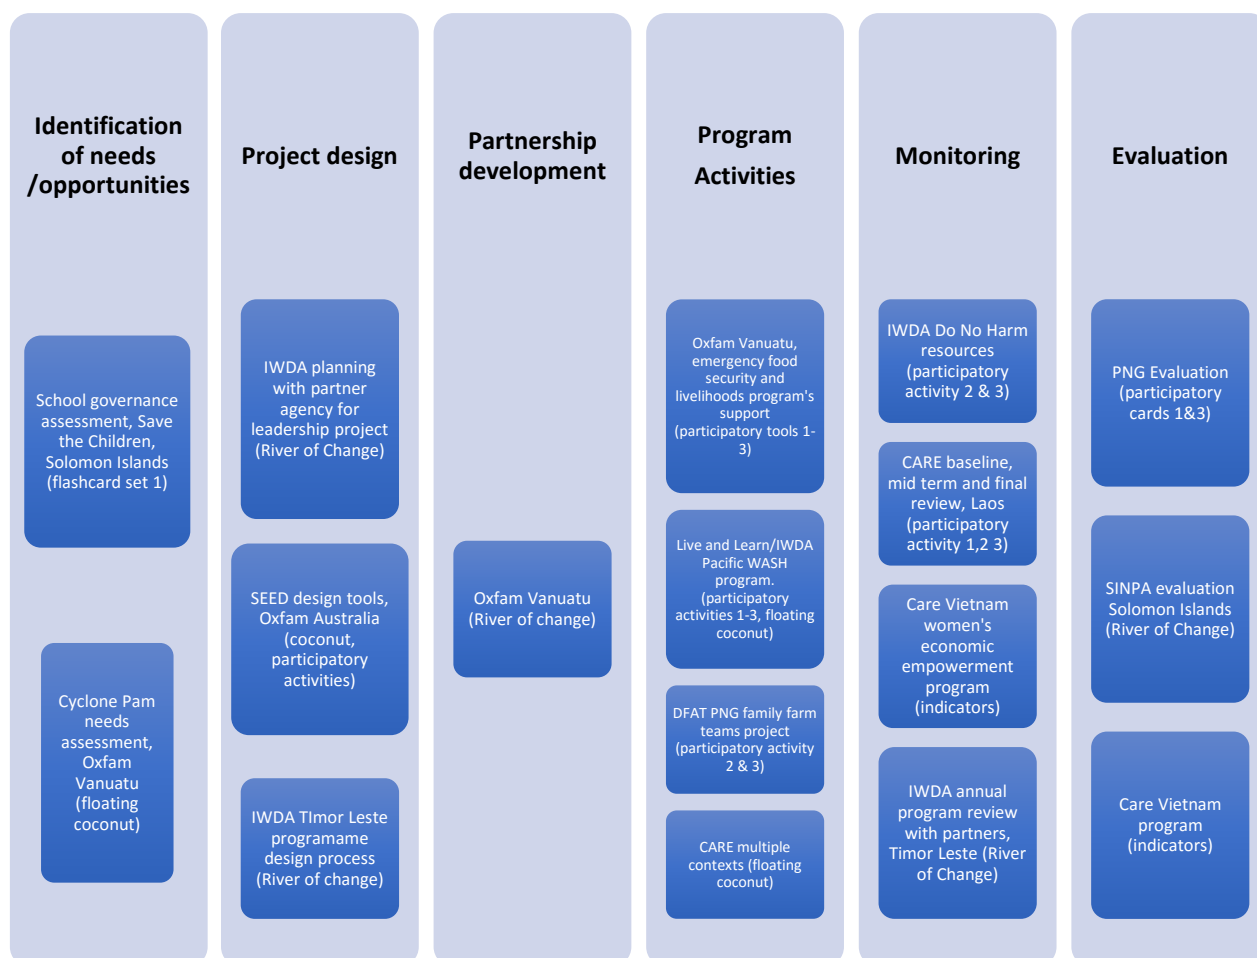 Identification
of needs
/opportunities
School governance
assessment, Save
the Children,
Solomon Islands
(flashcard set 1)
Cyclone Pam
needs
assessment,
Oxfam
Vanuatu
(floating
coconut)
Project design
IWDA planning
with partner
agency for
leadership project
(River of Change)
SEED design tools,
Oxfam Australia
(coconut,
participatory
activities)
IWDA TImor Leste
programame
design process
(River of change)
Partnership
development
Oxfam Vanuatu
(River of change)
Program
Activities
Oxfam Vanuatu,
emergency food
security and
livelihoods program's
support
(participatory tools 1-
3)
Live and Learn/IWDA
Pacific WASH
program.
(participatory
activities 1-3, floating
coconut)
DFAT PNG family farm
teams project
(participatory activity
2 & 3)
CARE multiple
contexts (floating
coconut)
Monitoring
IWDA Do No Harm
resources
(participatory
activity 2 & 3)
CARE baseline,
mid term and final
review, Laos
(participatory
activity 1,2 3)
Care Vietnam
women's
economic
empowerment
program
(indicators)
IWDA annual
program review
with partners,
Timor Leste (River
of Change)
Evaluation
PNG Evaluation
(participatory
cards 1&3)
SINPA evaluation
Solomon Islands
(River of Change)
Care Vietnam
program
(indicators)